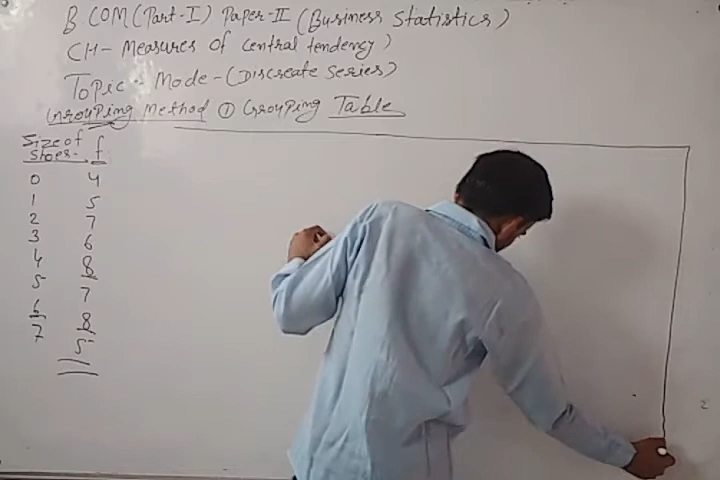 B COM (Part-I) Paper-II (Business Statistics)
CH- Measures of central tendency)
Topic - Mode - (Discreate Series)
Grouping Method ① Grouping Table
Size of shoes- f
0 4
1 5
2 7
3 6
4 8
5 7
6 8
7 5
2